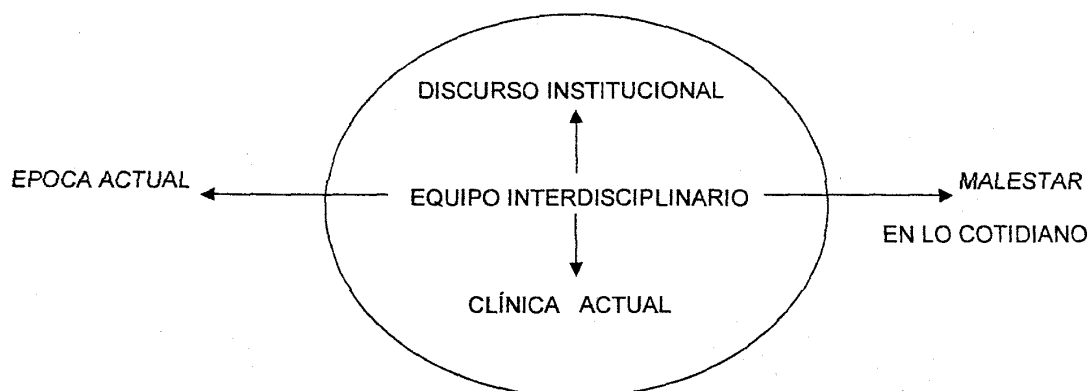 DISCURSO INSTITUCIONAL
EPOCA ACTUAL
EQUIPO INTERDISCIPLINARIO
MALESTAR
EN LO COTIDIANO
CLÍNICA ACTUAL